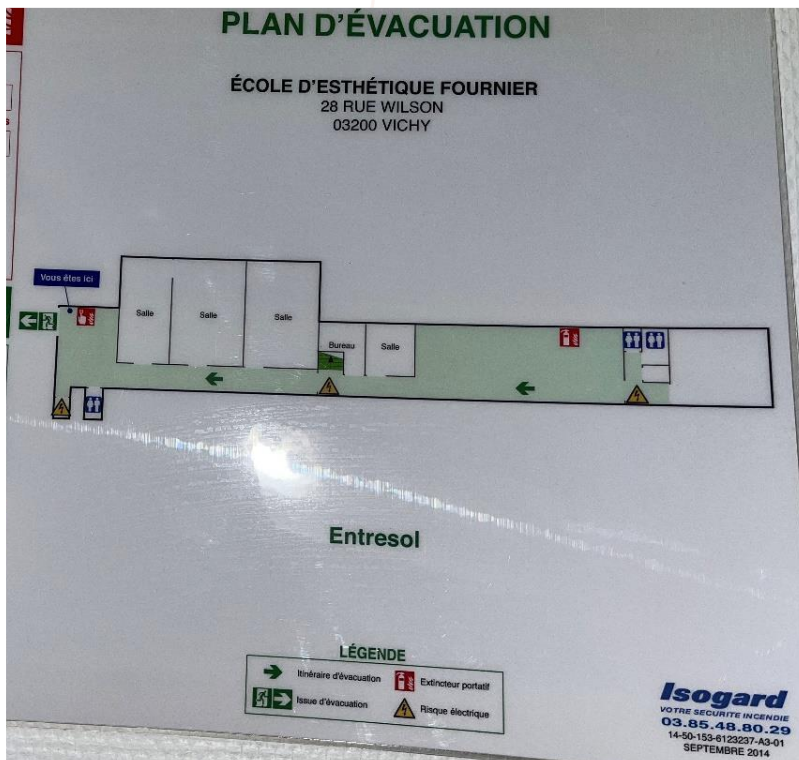 PLAN D'ÉVACUATION
ÉCOLE D'ESTHÉTIQUE FOURNIER
28 RUE WILSON
03200 VICHY
Vous êtes ici
Salle
Salle
Salle
Bureau
Salle
Entresol
LÉGENDE
Itinéraire d'évacuation
Extincteur portatif
Issue d'évacuation
Risque électrique
Isogard
VOTRE SECURITE INCENDIE
03.85.48.80.29
14-50-153-6123237-A3-01
SEPTEMBRE 2014